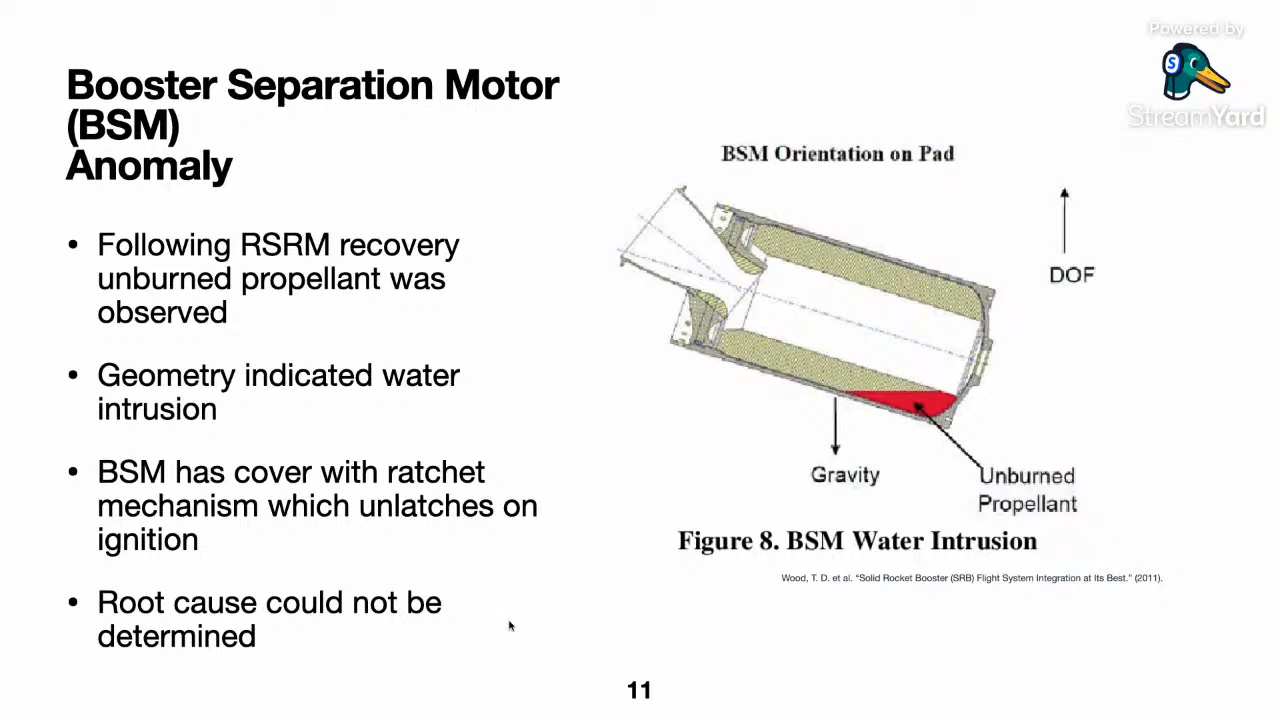 Powered by
S
StreamYard
Booster Separation Motor
(BSM)
Anomaly
• Following RSRM recovery
unburned propellant was
observed
• Geometry indicated water
intrusion
• BSM has cover with ratchet
mechanism which unlatches on
ignition
• Root cause could not be
determined
BSM Orientation on Pad
DOF
Gravity
Unburned
Propellant
Figure 8. BSM Water Intrusion
Wood, T. D. et al. “Solid Rocket Booster (SRB) Flight System Integration at Its Best.” (2011).
11